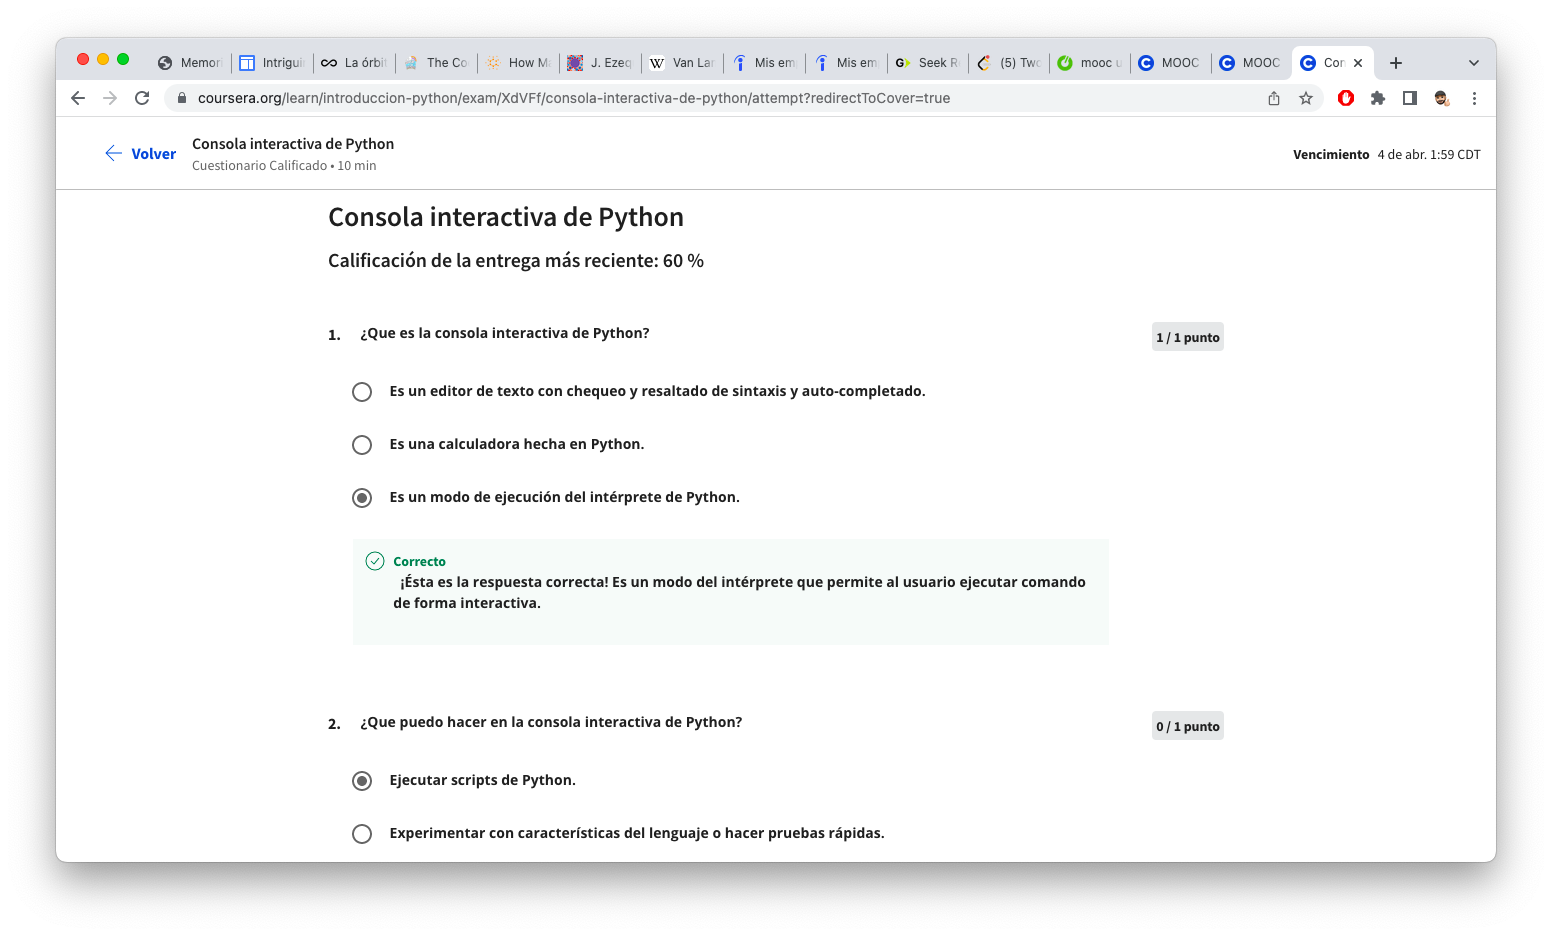 Memori
Intrigui
La órbit
The Co
How Ma
J. Ezeq
Van Lar
Mis em
Mis em
Seek R
(5) Two
mooc u
MOOC
MOOC
Con
coursera.org/learn/introduccion-python/exam/XdVFf/consola-interactiva-de-python/attempt?redirectToCover=true
Volver
Consola interactiva de Python
Cuestionario Calificado • 10 min
Vencimiento 4 de abr. 1:59 CDT
Consola interactiva de Python
Calificación de la entrega más reciente: 60 %
1. ¿Que es la consola interactiva de Python?
1 / 1 punto
Es un editor de texto con chequeo y resaltado de sintaxis y auto-completado.
Es una calculadora hecha en Python.
Es un modo de ejecución del intérprete de Python.
Correcto
¡Ésta es la respuesta correcta! Es un modo del intérprete que permite al usuario ejecutar comando
de forma interactiva.
2. ¿Que puedo hacer en la consola interactiva de Python?
0 / 1 punto
Ejecutar scripts de Python.
Experimentar con características del lenguaje o hacer pruebas rápidas.